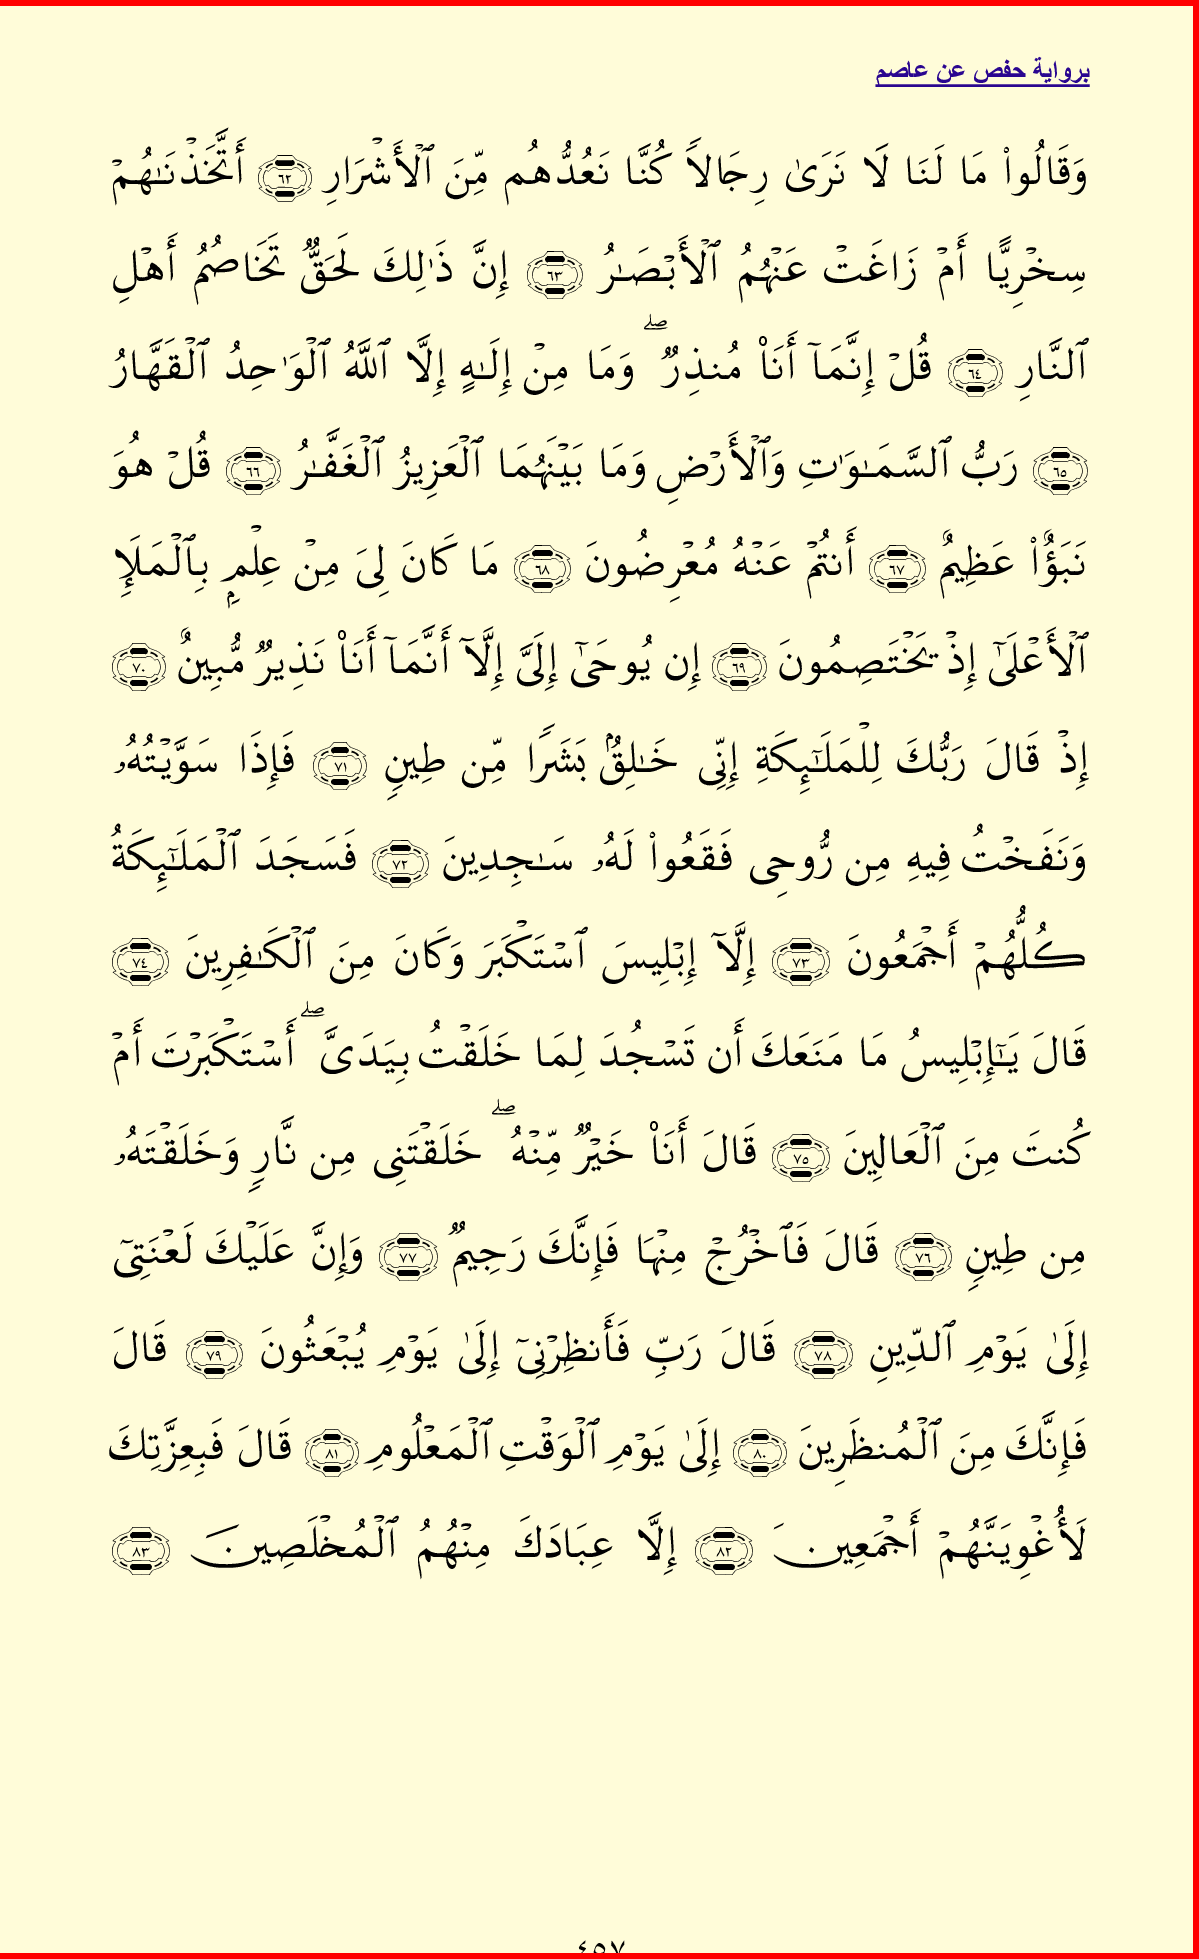 برواية حفص عن عاصم
وَقَالُوا۟ مَا لَنَا لَا نَرَىٰ رِجَالًا كُنَّا نَعُدُّهُم مِّنَ ٱلْأَشْرَارِ ٦٢ أَتَّخَذْنَـٰهُمْ
سِخْرِيًّا أَمْ زَاغَتْ عَنْهُمُ ٱلْأَبْصَـٰرُ ٦٣ إِنَّ ذَٰلِكَ لَحَقٌّ تَخَاصُمُ أَهْلِ
ٱلنَّارِ ٦٤ قُلْ إِنَّمَآ أَنَا۠ مُنذِرٌ ۖ وَمَا مِنْ إِلَـٰهٍ إِلَّا ٱللَّهُ ٱلْوَٰحِدُ ٱلْقَهَّارُ
٦٥ رَبُّ ٱلسَّمَـٰوَٰتِ وَٱلْأَرْضِ وَمَا بَيْنَهُمَا ٱلْعَزِيزُ ٱلْغَفَّـٰرُ ٦٦ قُلْ هُوَ
نَبَؤٌا۟ عَظِيمٌ ٦٧ أَنتُمْ عَنْهُ مُعْرِضُونَ ٦٨ مَا كَانَ لِىَ مِنْ عِلْمٍۭ بِٱلْمَلَإِ
ٱلْأَعْلَىٰٓ إِذْ يَخْتَصِمُونَ ٦٩ إِن يُوحَىٰٓ إِلَىَّ إِلَّآ أَنَّمَآ أَنَا۠ نَذِيرٌ مُّبِينٌ ٧٠
إِذْ قَالَ رَبُّكَ لِلْمَلَـٰٓئِكَةِ إِنِّى خَـٰلِقٌۢ بَشَرًا مِّن طِينٍ ٧١ فَإِذَا سَوَّيْتُهُۥ
وَنَفَخْتُ فِيهِ مِن رُّوحِى فَقَعُوا۟ لَهُۥ سَـٰجِدِينَ ٧٢ فَسَجَدَ ٱلْمَلَـٰٓئِكَةُ
كُلُّهُمْ أَجْمَعُونَ ٧٣ إِلَّآ إِبْلِيسَ ٱسْتَكْبَرَ وَكَانَ مِنَ ٱلْكَـٰفِرِينَ ٧٤
قَالَ يَـٰٓإِبْلِيسُ مَا مَنَعَكَ أَن تَسْجُدَ لِمَا خَلَقْتُ بِيَدَىَّ ۖ أَسْتَكْبَرْتَ أَمْ
كُنتَ مِنَ ٱلْعَالِينَ ٧٥ قَالَ أَنَا۠ خَيْرٌ مِّنْهُ ۖ خَلَقْتَنِى مِن نَّارٍ وَخَلَقْتَهُۥ
مِن طِينٍ ٧٦ قَالَ فَٱخْرُجْ مِنْهَا فَإِنَّكَ رَجِيمٌ ٧٧ وَإِنَّ عَلَيْكَ لَعْنَتِىٓ
إِلَىٰ يَوْمِ ٱلدِّينِ ٧٨ قَالَ رَبِّ فَأَنظِرْنِىٓ إِلَىٰ يَوْمِ يُبْعَثُونَ ٧٩ قَالَ
فَإِنَّكَ مِنَ ٱلْمُنظَرِينَ ٨٠ إِلَىٰ يَوْمِ ٱلْوَقْتِ ٱلْمَعْلُومِ ٨١ قَالَ فَبِعِزَّتِكَ
لَأُغْوِيَنَّهُمْ أَجْمَعِينَ ٨٢ إِلَّا عِبَادَكَ مِنْهُمُ ٱلْمُخْلَصِينَ ٨٣
٤٥٧